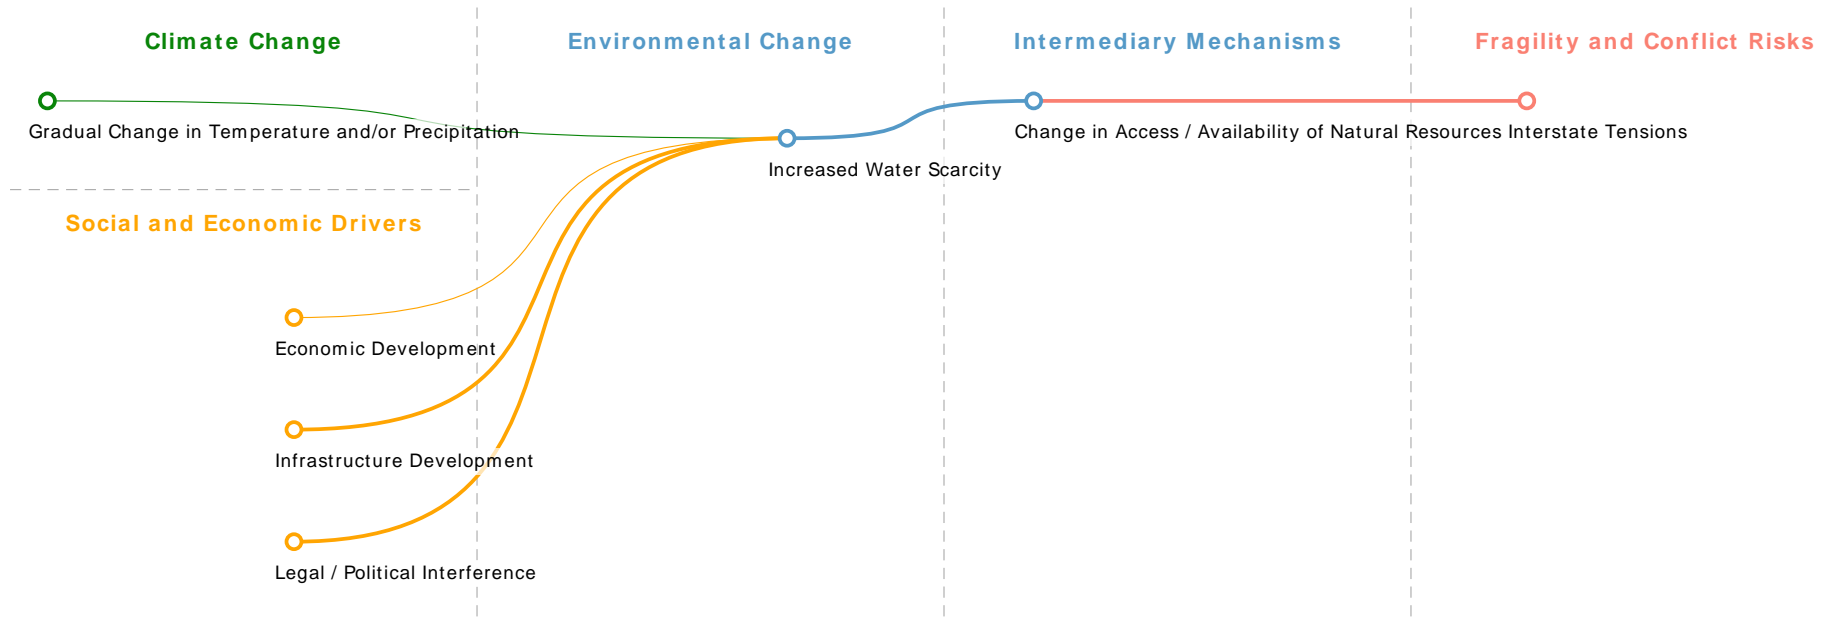 Climate Change
Environmental Change
Intermediary Mechanisms
Fragility and Conflict Risks
Gradual Change in Temperature and/or Precipitation
Change in Access / Availability of Natural Resources
Interstate Tensions
Increased Water Scarcity
Social and Economic Drivers
Economic Development
Infrastructure Development
Legal / Political Interference